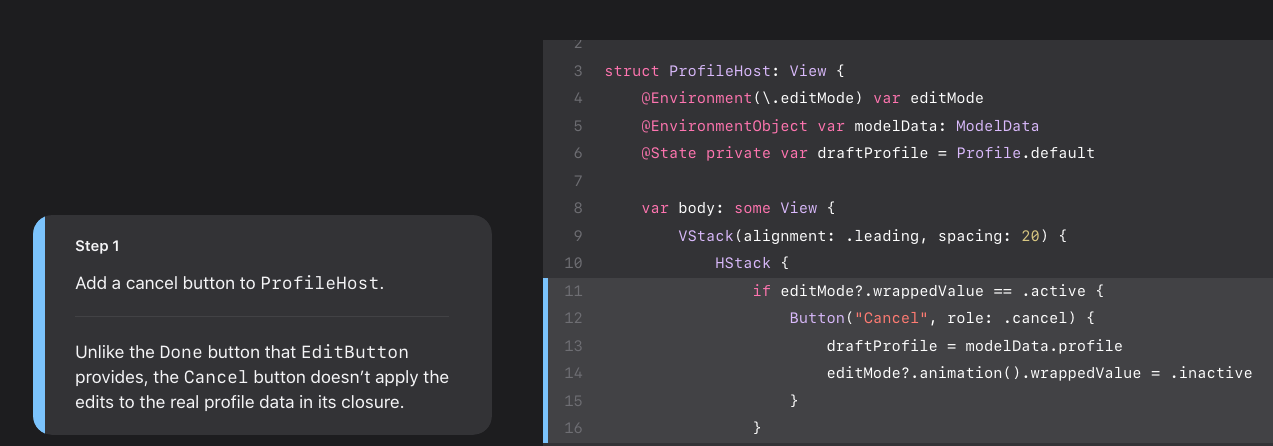 Step 1
Add a cancel button to ProfileHost.
Unlike the Done button that EditButton
provides, the Cancel button doesn’t apply the
edits to the real profile data in its closure.
2
3 struct ProfileHost: View {
4 @Environment(\.editMode) var editMode
5 @EnvironmentObject var modelData: ModelData
6 @State private var draftProfile = Profile.default
7
8 var body: some View {
9 VStack(alignment: .leading, spacing: 20) {
10 HStack {
11 if editMode?.wrappedValue == .active {
12 Button("Cancel", role: .cancel) {
13 draftProfile = modelData.profile
14 editMode?.animation().wrappedValue = .inactive
15 }
16 }